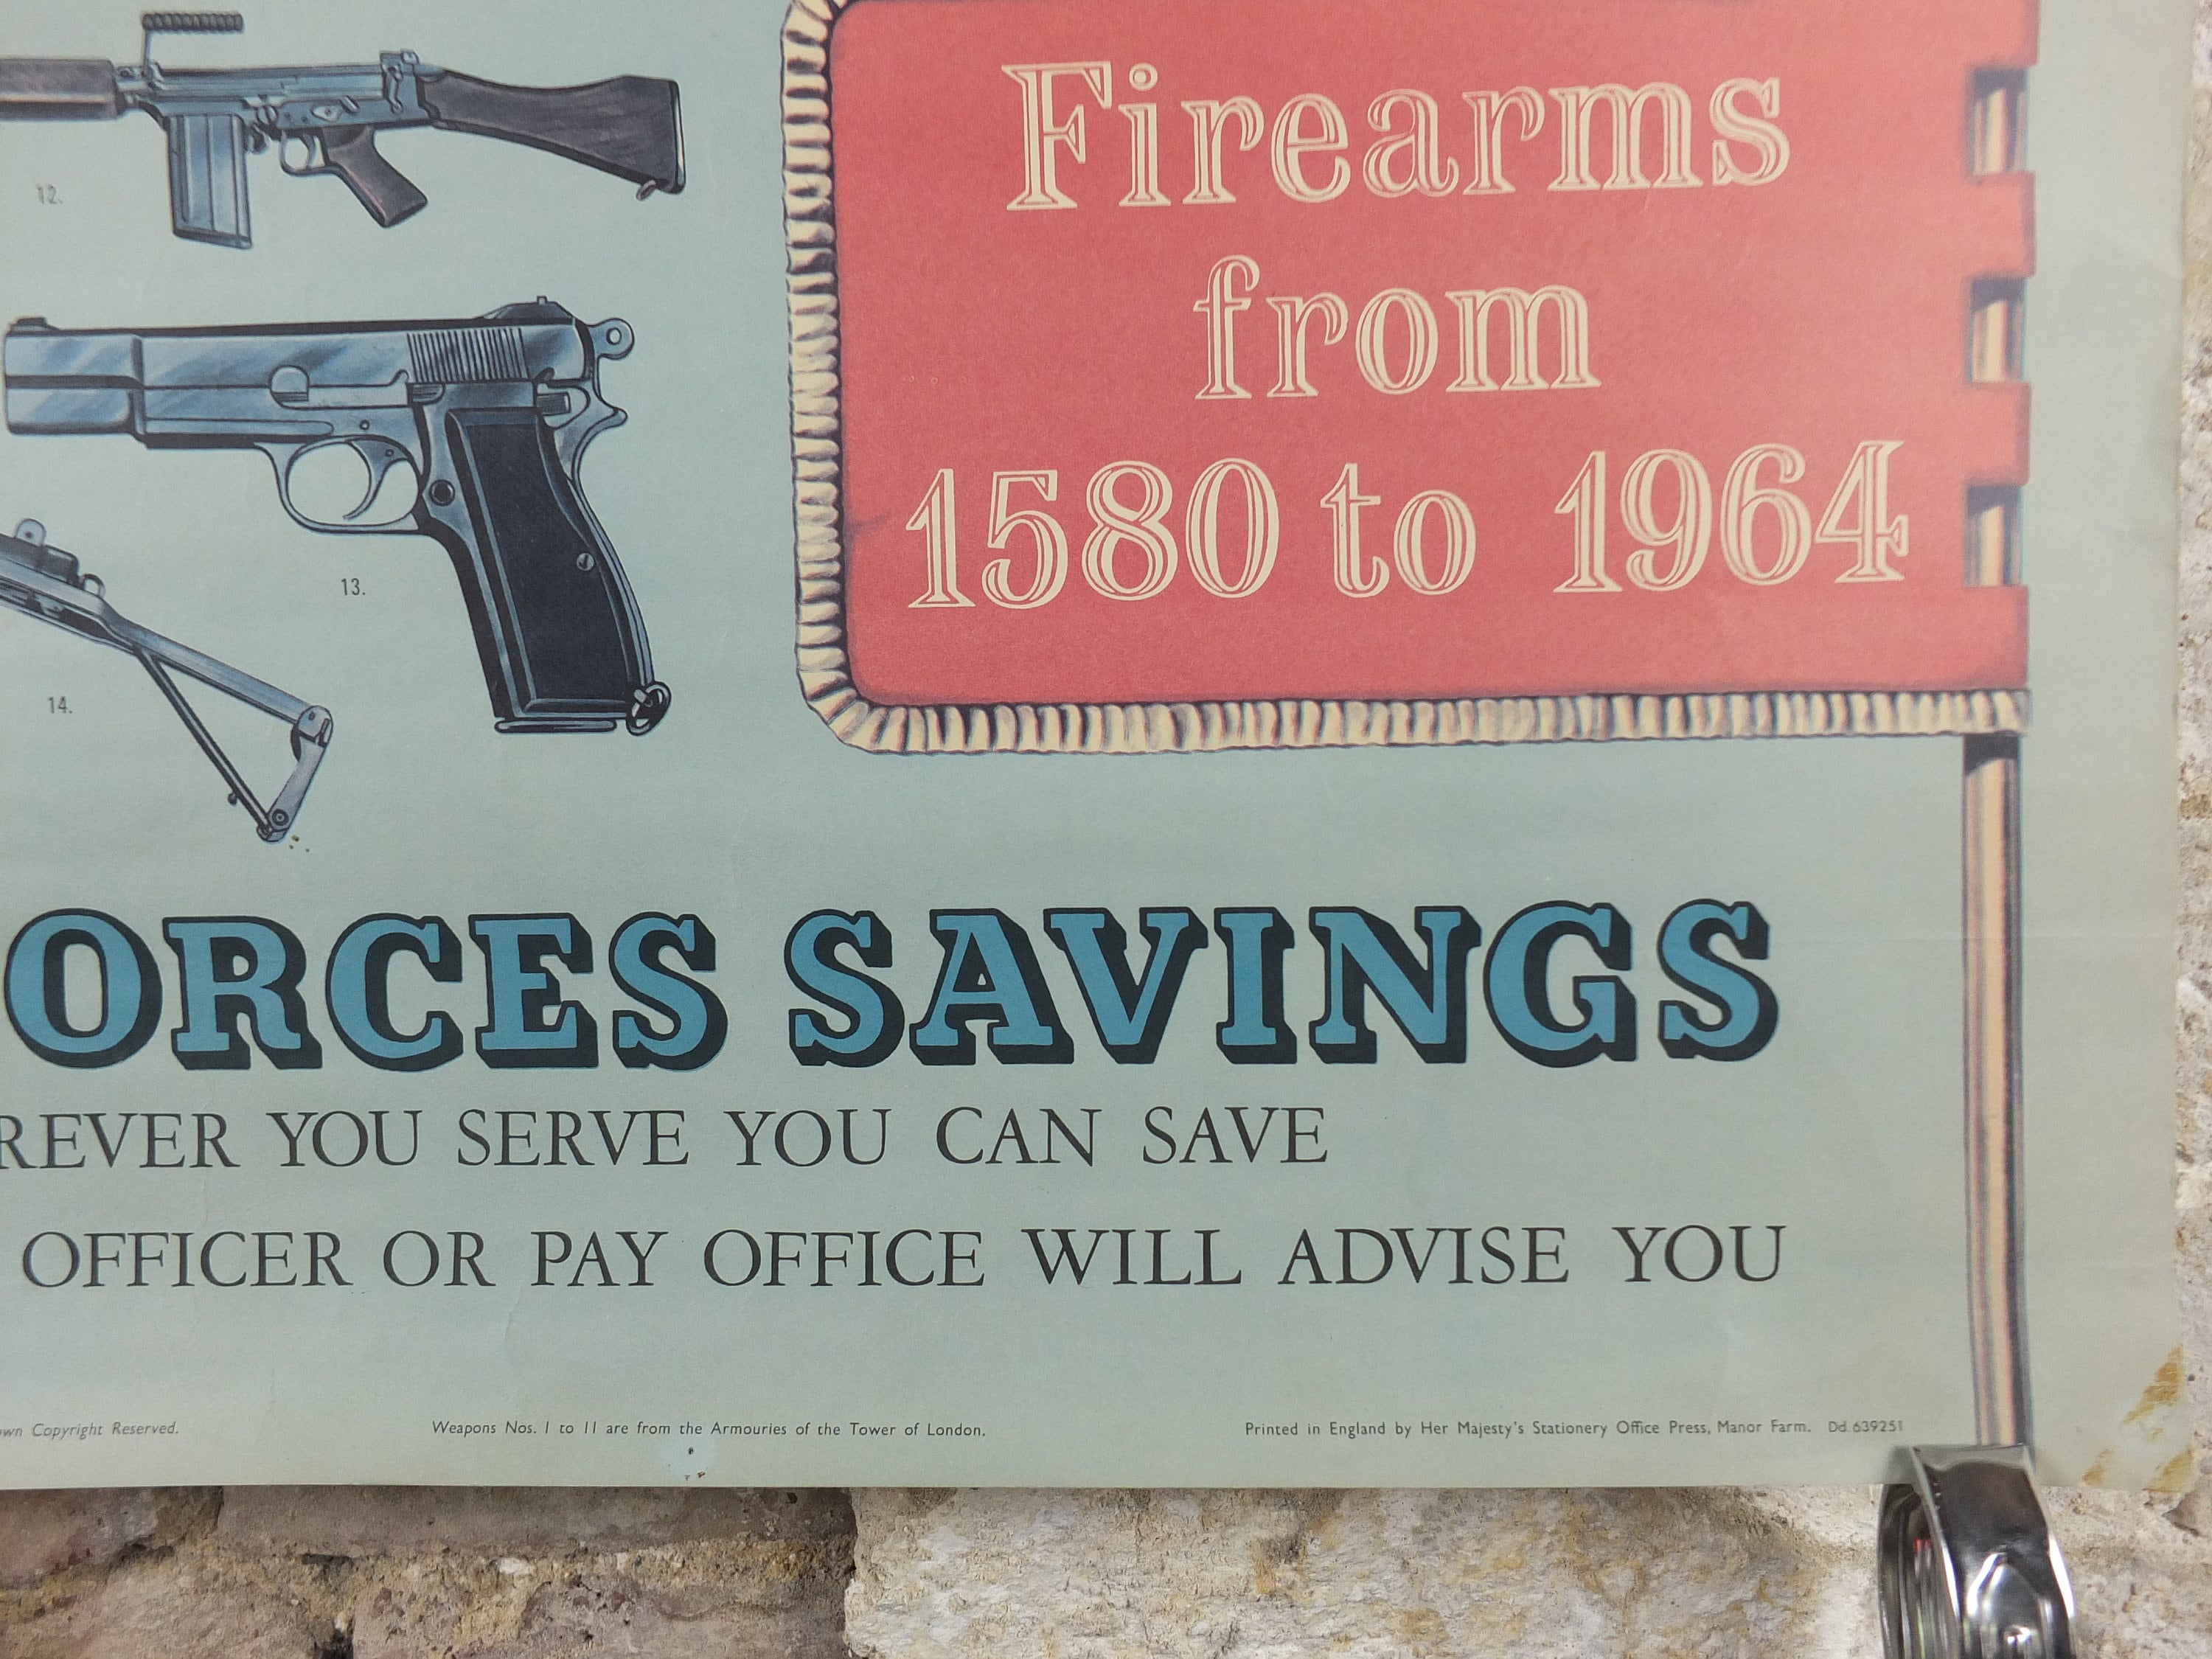 Firearms
from
1580 to 1964
12.
13.
14.
ORCES SAVINGS
REVER YOU SERVE YOU CAN SAVE
OFFICER OR PAY OFFICE WILL ADVISE YOU
wn Copyright Reserved.
Weapons Nos. 1 to 11 are from the Armouries of the Tower of London.
Printed in England by Her Majesty's Stationery Office Press, Manor Farm. Dd. 639251